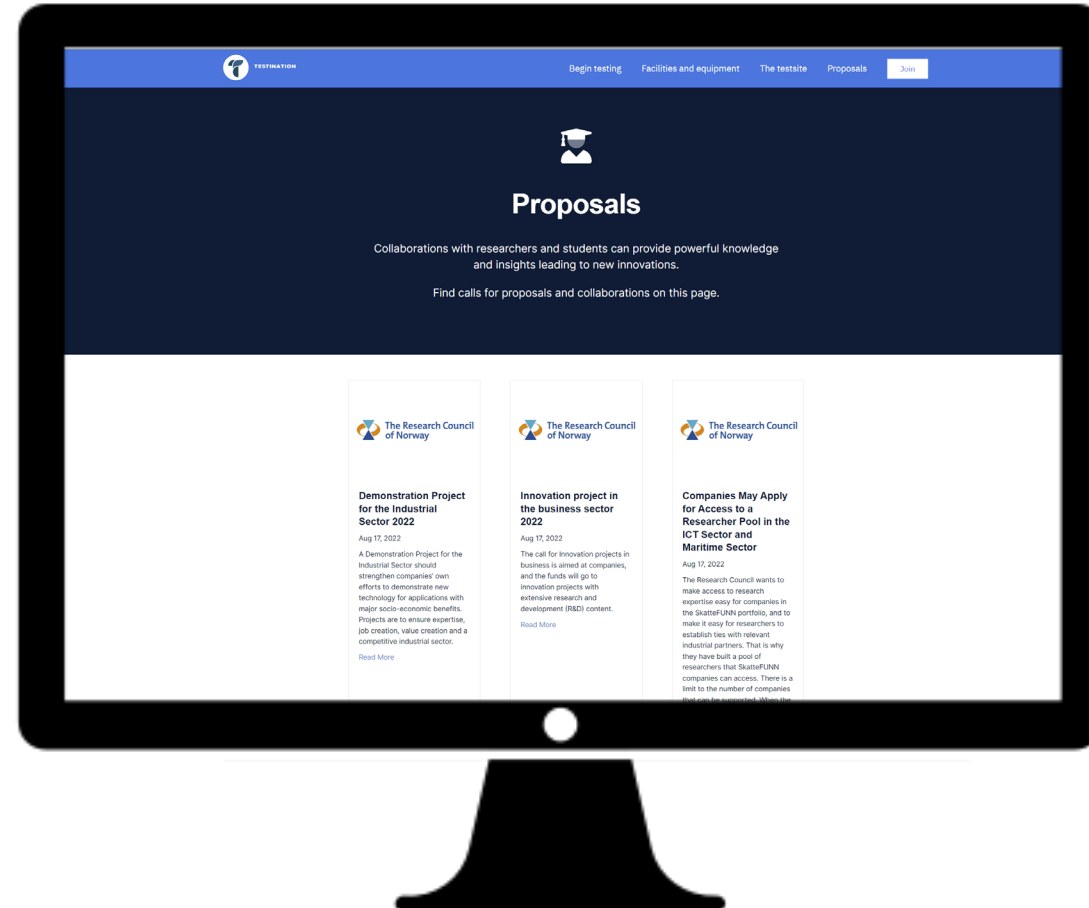 TESTINATION
Begin testing
Facilities and equipment
The testsite
Proposals
Join
Proposals
Collaborations with researchers and students can provide powerful knowledge
and insights leading to new innovations.
Find calls for proposals and collaborations on this page.
The Research Council
of Norway
Demonstration Project
for the Industrial
Sector 2022
Aug 17, 2022
A Demonstration Project for the
Industrial Sector should
strengthen companies' own
efforts to demonstrate new
technology for applications with
major socio-economic benefits.
Projects are to ensure expertise,
job creation, value creation and a
competitive industrial sector.
Read More
The Research Council
of Norway
Innovation project in
the business sector
2022
Aug 17, 2022
The call for Innovation projects in
business is aimed at companies,
and the funds will go to
innovation projects with
extensive research and
development (R&D) content.
Read More
The Research Council
of Norway
Companies May Apply
for Access to a
Researcher Pool in the
ICT Sector and
Maritime Sector
Aug 17, 2022
The Research Council wants to
make access to research
expertise easy for companies in
the SkatteFUNN portfolio, and to
make it easy for researchers to
establish ties with relevant
industrial partners. That is why
they have built a pool of
researchers that SkatteFUNN
companies can access. There is a
limit to the number of companies
that can be supported. When the